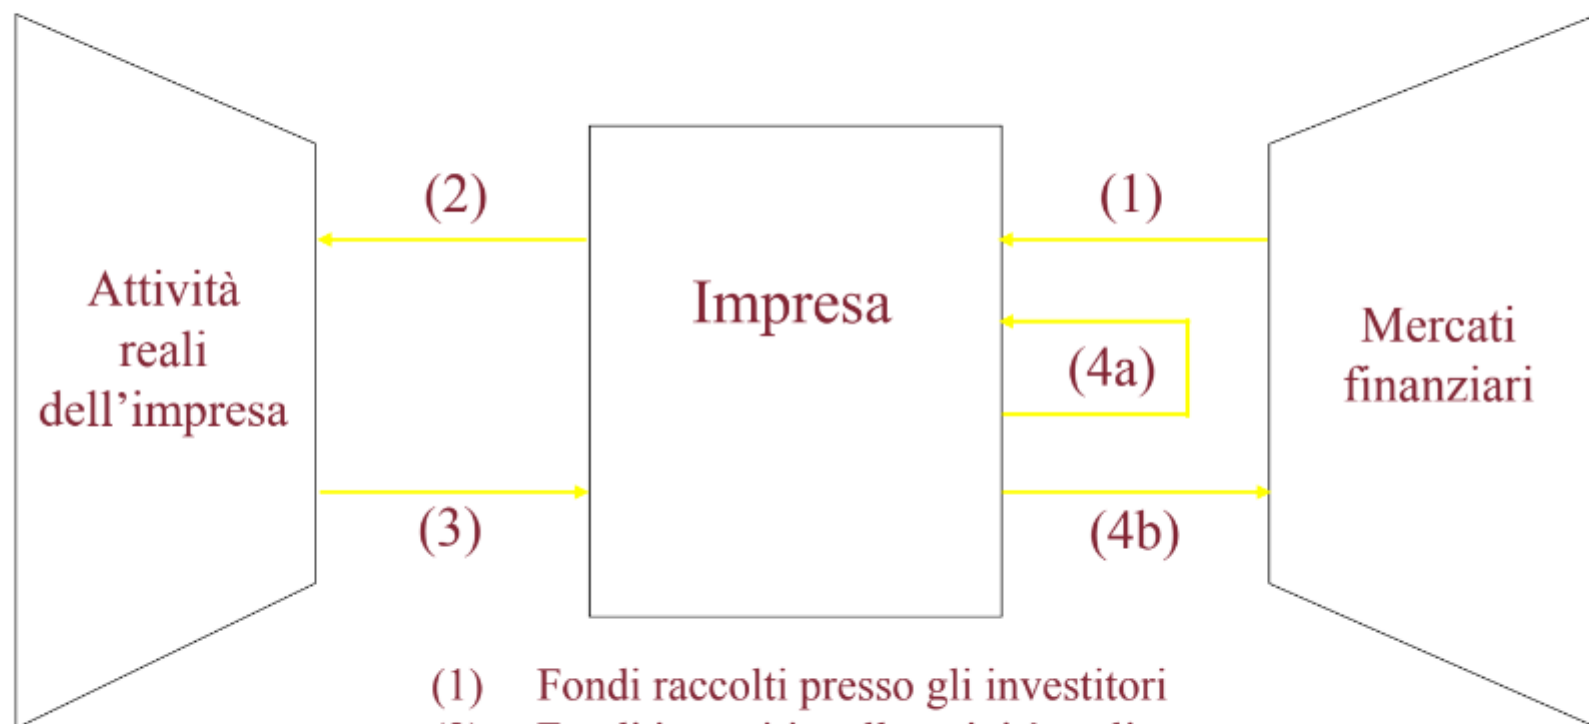 (2)
(1)
Attività
reali
dell’impresa
Impresa
(4a)
Mercati
finanziari
(3)
(4b)
(1) Fondi raccolti presso gli investitori